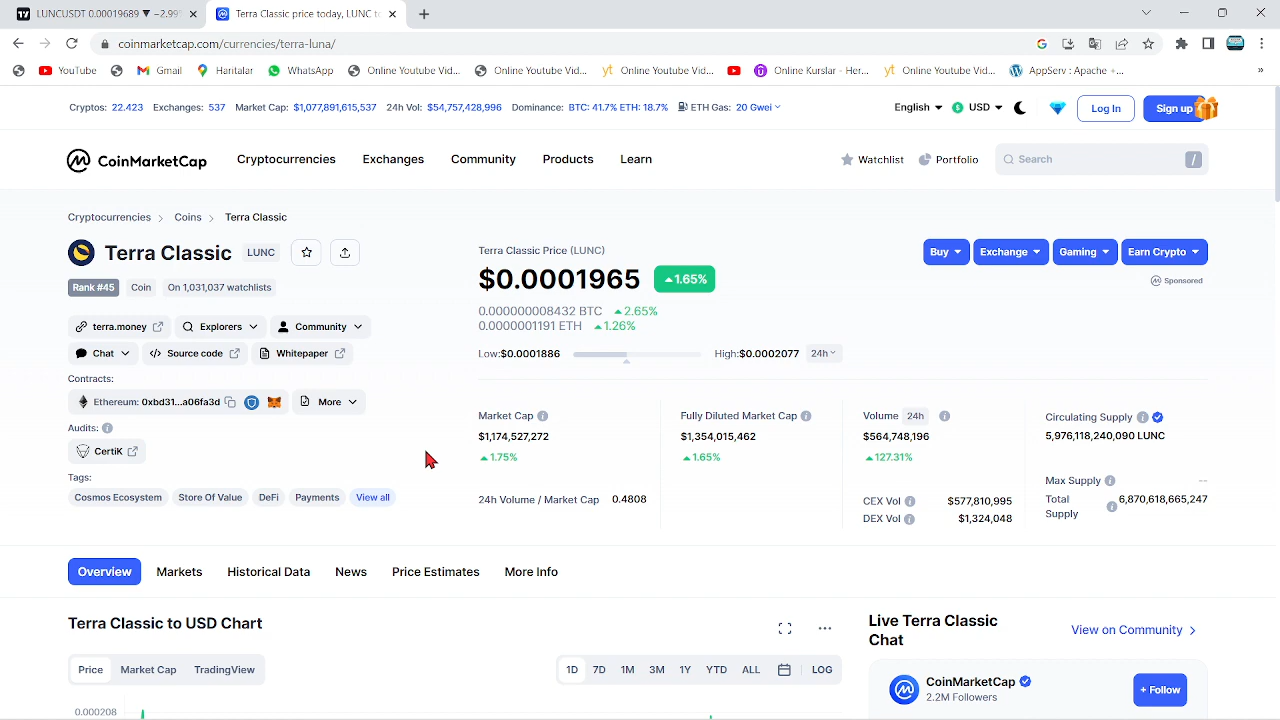 LUNCUSDT 0.00019689 ▼ −2.99
Terra Classic price today, LUNC to
coinmarketcap.com/currencies/terra-luna/
YouTube Gmail Haritalar WhatsApp Online Youtube Vid... Online Youtube Vid... Online Youtube Vid... Online Kurslar - Her... Online Youtube Vid... AppServ : Apache +... »
Cryptos: 22.423 Exchanges: 537 Market Cap: $1,077,891,615,537 24h Vol: $54,757,428,996 Dominance: BTC: 41.7% ETH: 18.7% ETH Gas: 20 Gwei English USD Log In Sign up
CoinMarketCap Cryptocurrencies Exchanges Community Products Learn Watchlist Portfolio Search /
Cryptocurrencies > Coins > Terra Classic
Terra Classic LUNC
Rank #45 Coin On 1,031,037 watchlists
terra.money Explorers Community
Chat Source code Whitepaper
Contracts:
Ethereum: 0xbd31...a06fa3d More
Audits:
CertiK
Tags:
Cosmos Ecosystem Store Of Value DeFi Payments View all
Terra Classic Price (LUNC)
$0.0001965 1.65%
0.000000008432 BTC 2.65%
0.0000001191 ETH 1.26%
Low:$0.0001886 High:$0.0002077 24h
Buy Exchange Gaming Earn Crypto
Sponsored
Market Cap
$1,174,527,272
1.75%
24h Volume / Market Cap 0.4808
Fully Diluted Market Cap
$1,354,015,462
1.65%
Volume 24h
$564,748,196
127.31%
CEX Vol $577,810,995
DEX Vol $1,324,048
Circulating Supply
5,976,118,240,090 LUNC
Max Supply --
Total Supply 6,870,618,665,247
Overview Markets Historical Data News Price Estimates More Info
Terra Classic to USD Chart
Price Market Cap TradingView 1D 7D 1M 3M 1Y YTD ALL LOG
0.000208
Live Terra Classic
Chat
View on Community >
CoinMarketCap
2.2M Followers
+ Follow